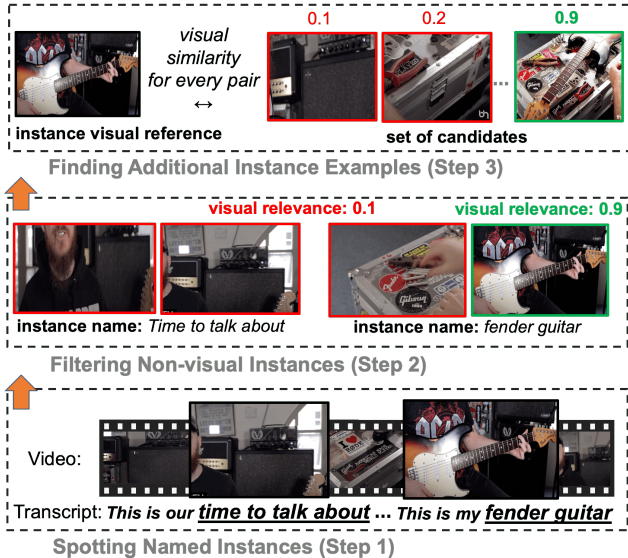 0.1
0.2
0.9
visual
similarity
for every pair
↔
...
instance visual reference
set of candidates
Finding Additional Instance Examples (Step 3)
visual relevance: 0.1
visual relevance: 0.9
Gibson
instance name: Time to talk about
instance name: fender guitar
Filtering Non-visual Instances (Step 2)
Video:
I
Transcript: This is our time to talk about ... This is my fender guitar
Spotting Named Instances (Step 1)